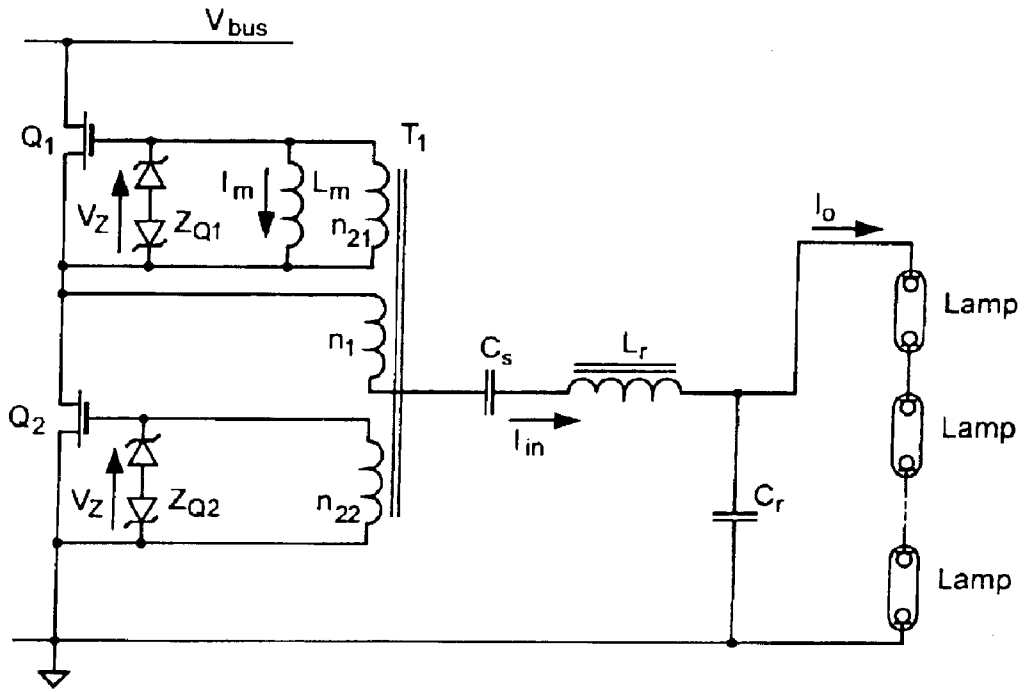 V_bus
Q_1
T_1
I_m
L_m
V_Z
Z_Q1
n_21
I_o
Lamp
n_1
C_s
L_r
Q_2
I_in
Lamp
V_Z
Z_Q2
n_22
C_r
Lamp